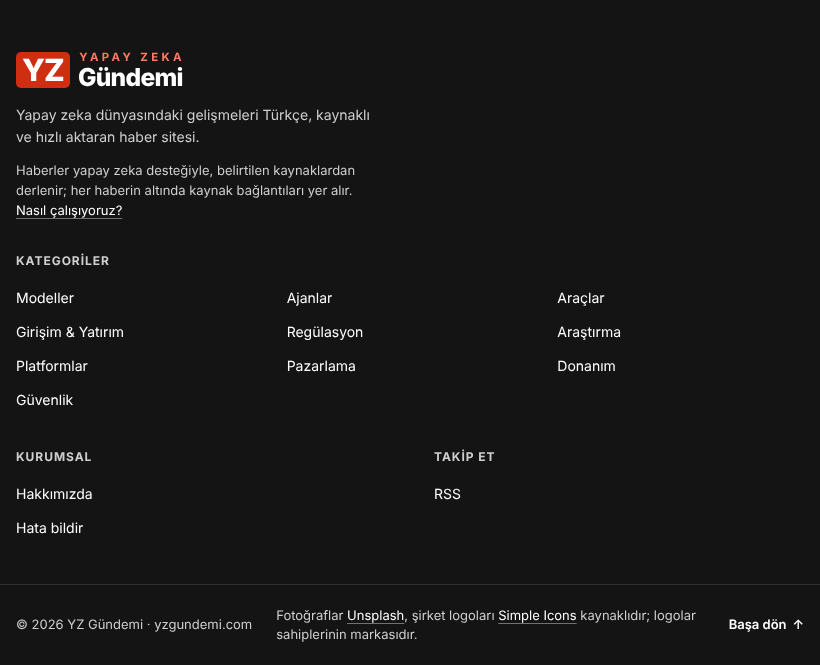 YZ
YAPAY ZEKA
Gündemi
Yapay zeka dünyasındaki gelişmeleri Türkçe, kaynaklı
ve hızlı aktaran haber sitesi.
Haberler yapay zeka desteğiyle, belirtilen kaynaklardan
derlenir; her haberin altında kaynak bağlantıları yer alır.
Nasıl çalışıyoruz?
KATEGORİLER
Modeller
Ajanlar
Araçlar
Girişim & Yatırım
Regülasyon
Araştırma
Platformlar
Pazarlama
Donanım
Güvenlik
KURUMSAL
Hakkımızda
Hata bildir
TAKİP ET
RSS
© 2026 YZ Gündemi · yzgundemi.com
Fotoğraflar Unsplash, şirket logoları Simple Icons kaynaklıdır; logolar
sahiplerinin markasıdır.
Başa dön ↑